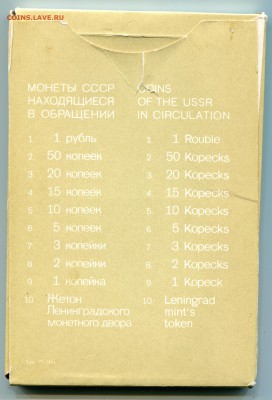 COINS.LAVE.RU
МОНЕТЫ СССР
НАХОДЯЩИЕСЯ
В ОБРАЩЕНИИ
1. 1 рубль
2. 50 копеек
3. 20 копеек
4. 15 копеек
5. 10 копеек
6. 5 копеек
7. 3 копейки
8. 2 копейки
9. 1 копейка
10. Жетон
Ленинградского
монетного двора
COINS
OF THE USSR
IN CIRCULATION
1. 1 Rouble
2. 50 Kopecks
3. 20 Kopecks
4. 15 Kopecks
5. 10 Kopecks
6. 5 Kopecks
7. 3 Kopecks
8. 2 Kopecks
9. 1 Kopeck
10. Leningrad
mint's
token